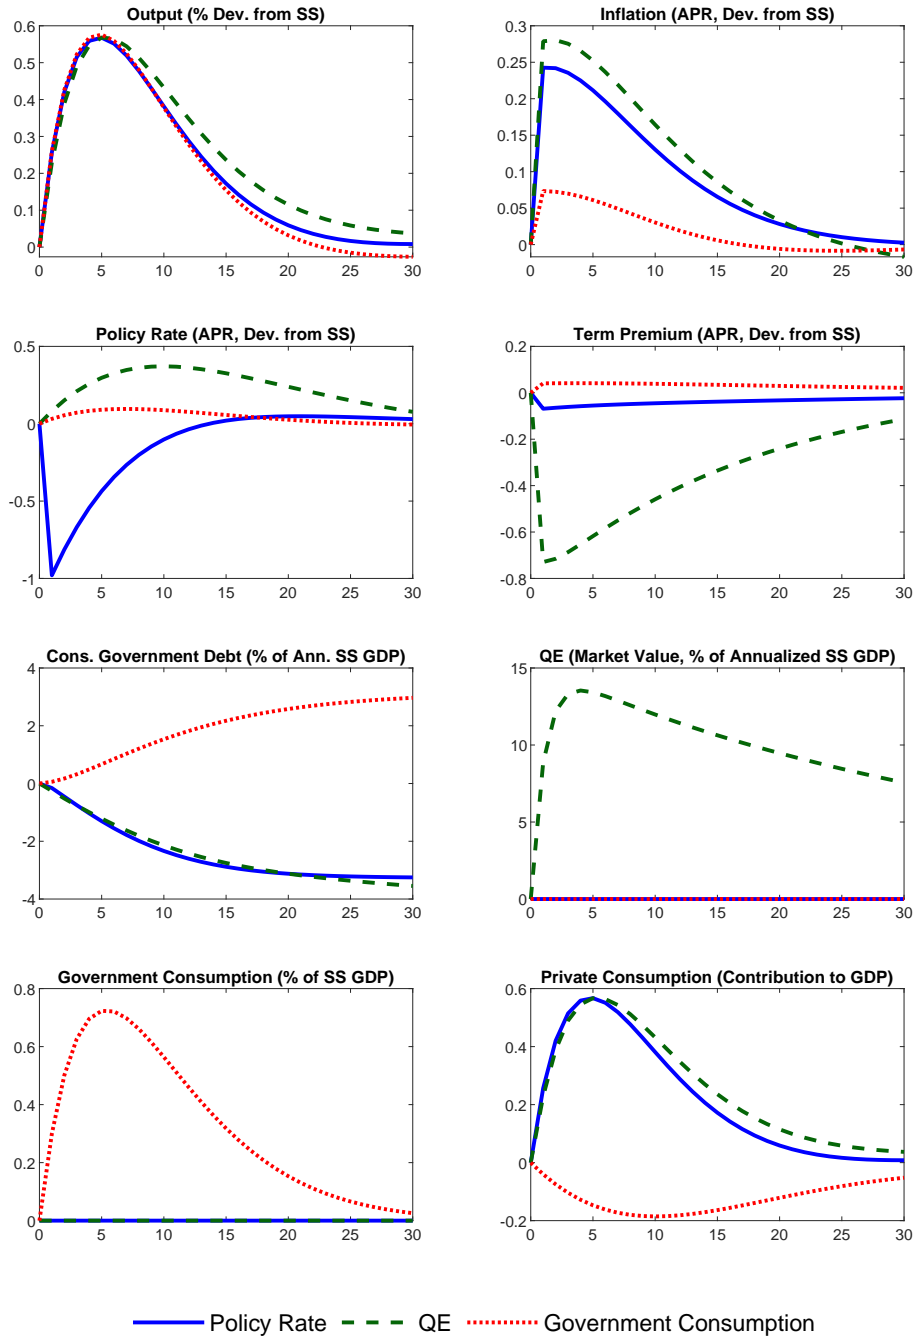 Output (% Dev. from SS)
0.6
0.5
0.4
0.3
0.2
0.1
0
0 5 10 15 20 25 30
Inflation (APR, Dev. from SS)
0.3
0.25
0.2
0.15
0.1
0.05
0
0 5 10 15 20 25 30
Policy Rate (APR, Dev. from SS)
0.5
0
-0.5
-1
0 5 10 15 20 25 30
Term Premium (APR, Dev. from SS)
0.2
0
-0.2
-0.4
-0.6
-0.8
0 5 10 15 20 25 30
Cons. Government Debt (% of Ann. SS GDP)
4
2
0
-2
-4
0 5 10 15 20 25 30
QE (Market Value, % of Annualized SS GDP)
15
10
5
0
0 5 10 15 20 25 30
Government Consumption (% of SS GDP)
0.8
0.6
0.4
0.2
0
0 5 10 15 20 25 30
Private Consumption (Contribution to GDP)
0.6
0.4
0.2
0
-0.2
0 5 10 15 20 25 30
Policy Rate QE Government Consumption